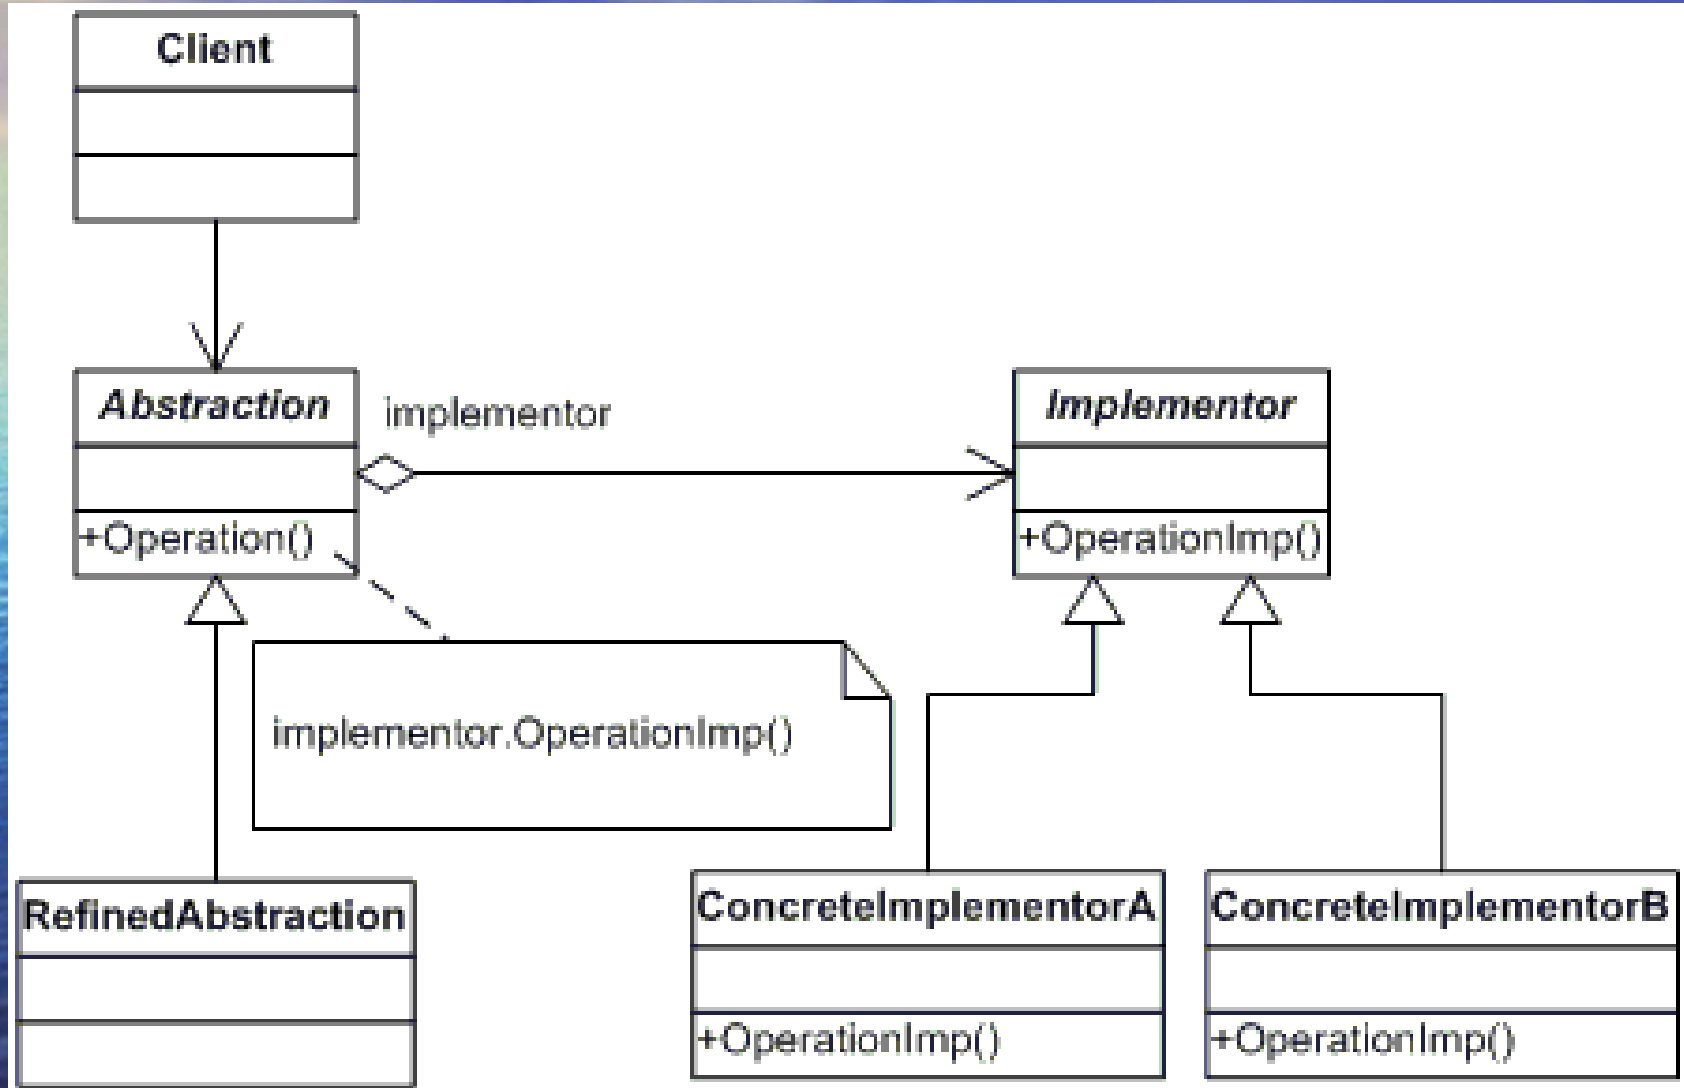 Client
Abstraction
implementor
Implementor
+Operation()
+OperationImp()
implementor.OperationImp()
RefinedAbstraction
ConcreteImplementorA
ConcreteImplementorB
+OperationImp()
+OperationImp()